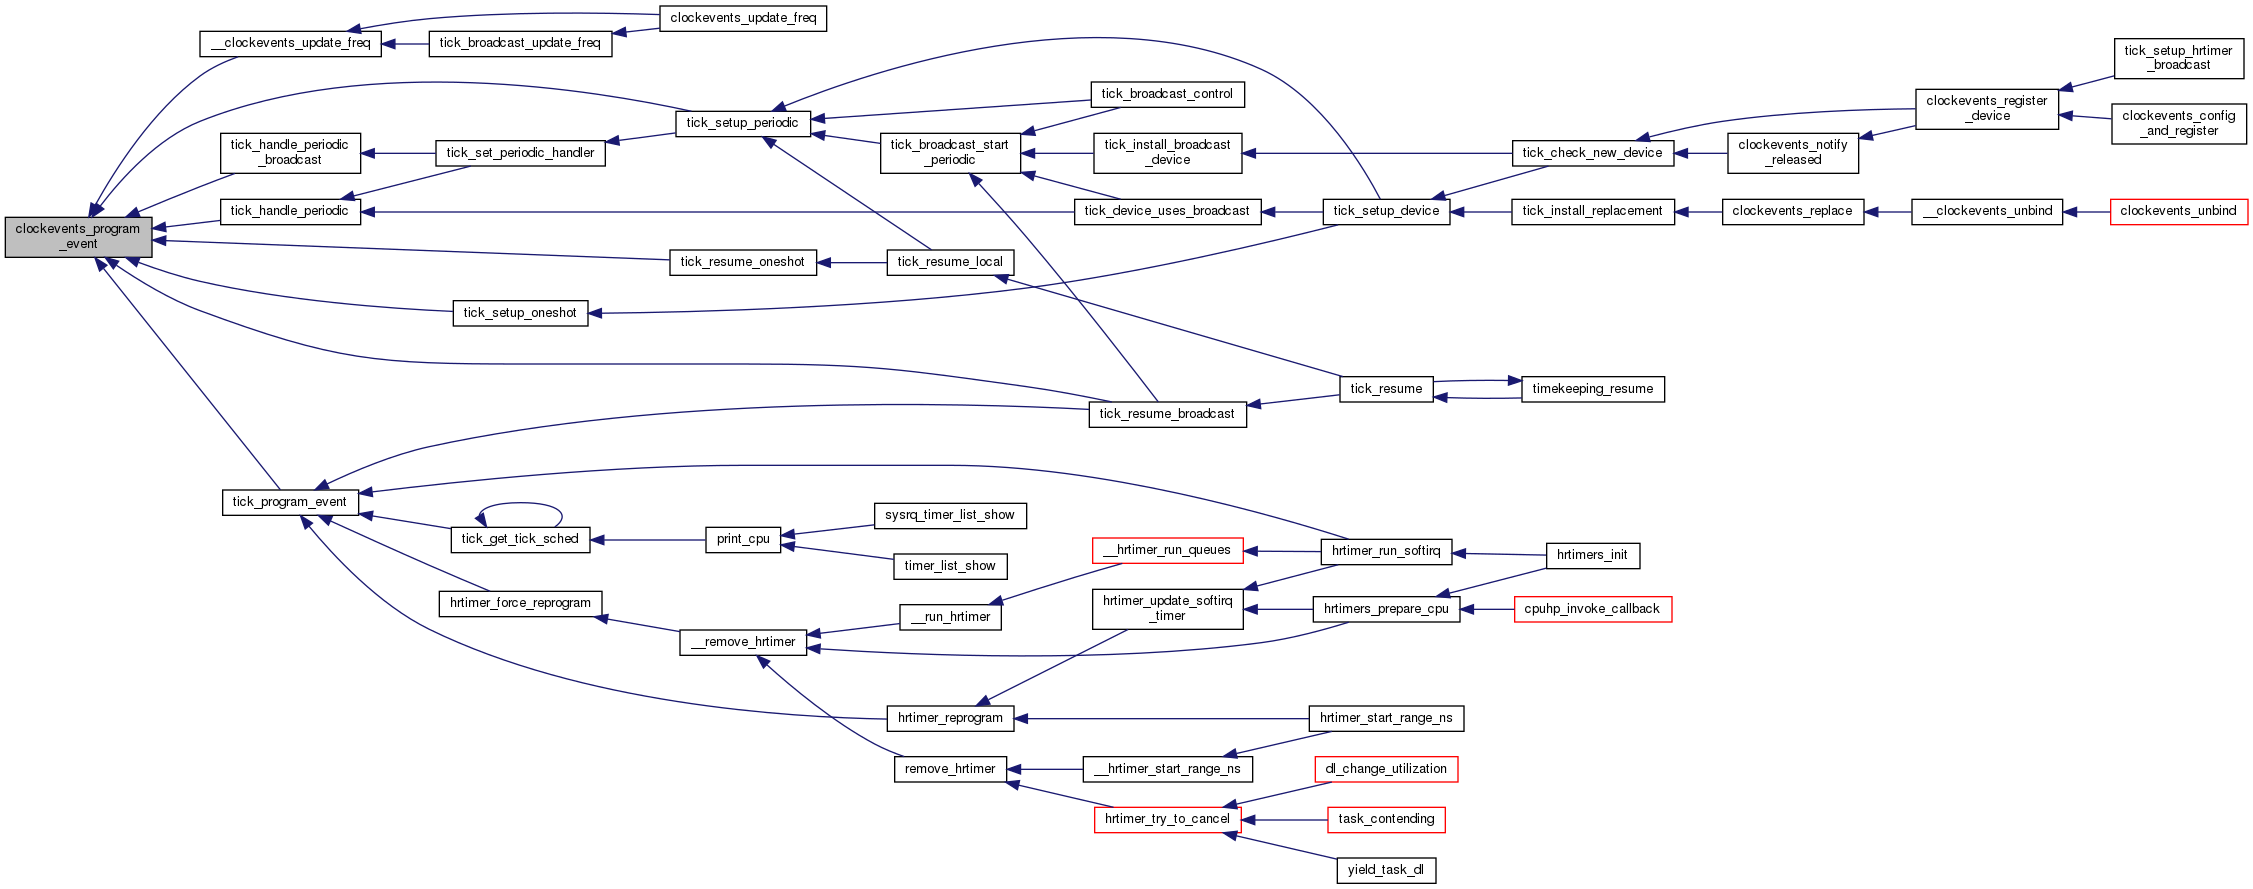 clockevents_update_freq
__clockevents_update_freq
tick_broadcast_update_freq
tick_setup_hrtimer
_broadcast
tick_broadcast_control
clockevents_register
_device
clockevents_config
_and_register
tick_setup_periodic
tick_handle_periodic
_broadcast
tick_set_periodic_handler
tick_broadcast_start
_periodic
tick_install_broadcast
_device
tick_check_new_device
clockevents_notify
_released
tick_handle_periodic
tick_device_uses_broadcast
tick_setup_device
tick_install_replacement
clockevents_replace
__clockevents_unbind
clockevents_unbind
clockevents_program
_event
tick_resume_oneshot
tick_resume_local
tick_setup_oneshot
tick_resume
timekeeping_resume
tick_resume_broadcast
tick_program_event
sysrq_timer_list_show
tick_get_tick_sched
print_cpu
__hrtimer_run_queues
hrtimer_run_softirq
hrtimers_init
timer_list_show
hrtimer_force_reprogram
hrtimer_update_softirq
_timer
hrtimers_prepare_cpu
cpuhp_invoke_callback
__run_hrtimer
__remove_hrtimer
hrtimer_reprogram
hrtimer_start_range_ns
remove_hrtimer
__hrtimer_start_range_ns
dl_change_utilization
hrtimer_try_to_cancel
task_contending
yield_task_dl